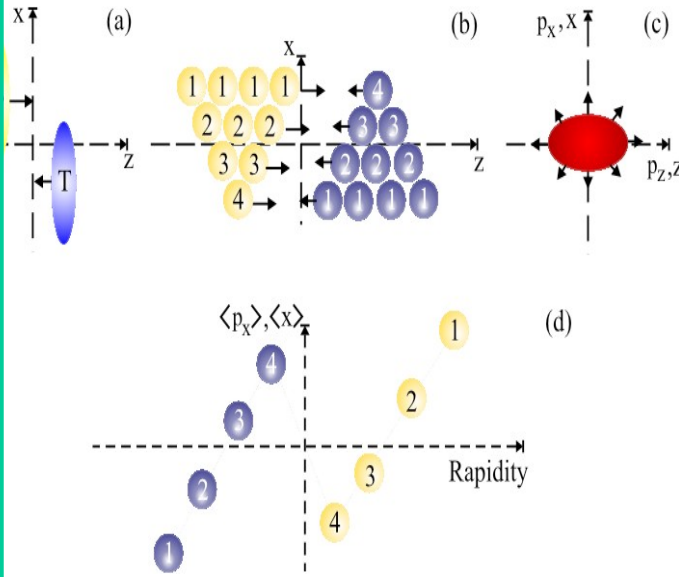 x
(a)
T
z
x
(b)
1 1 1 1
4
2 2 2
3 3
z
3 3
2 2 2
4
1 1 1 1
pₓ,x
(c)
p_z,z
⟨pₓ⟩,⟨x⟩
(d)
1
4
2
3
Rapidity
3
2
4
1